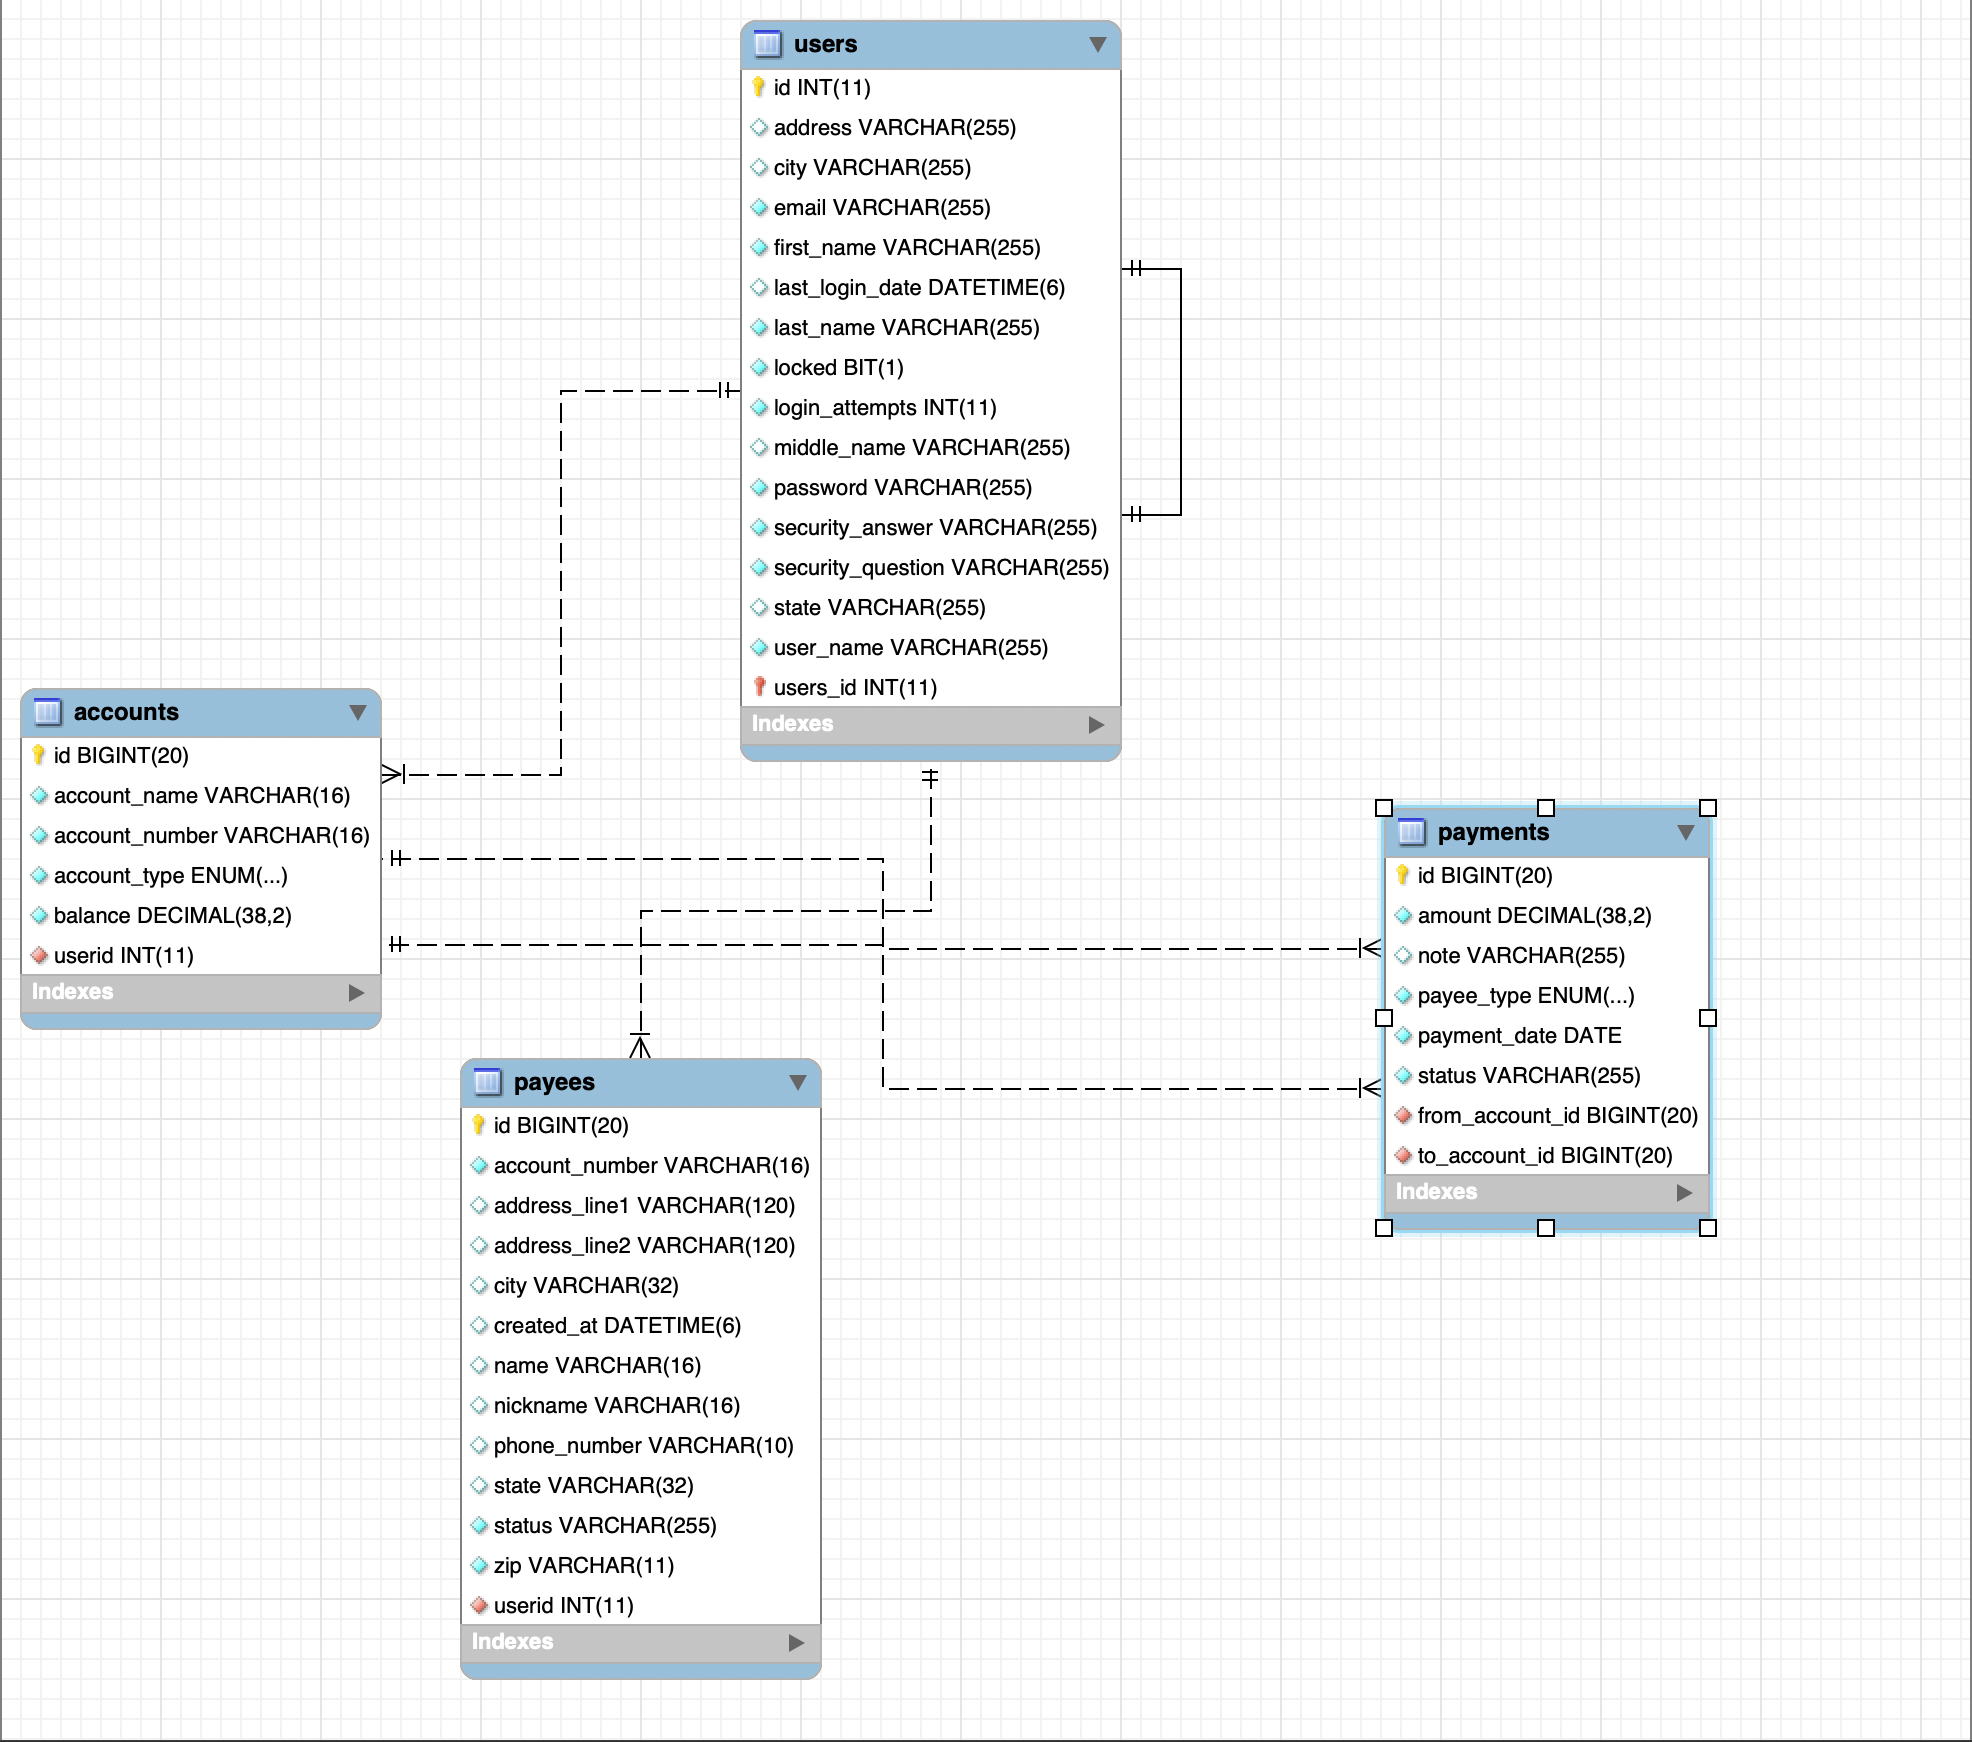 users
id INT(11)
address VARCHAR(255)
city VARCHAR(255)
email VARCHAR(255)
first_name VARCHAR(255)
last_login_date DATETIME(6)
last_name VARCHAR(255)
locked BIT(1)
login_attempts INT(11)
middle_name VARCHAR(255)
password VARCHAR(255)
security_answer VARCHAR(255)
security_question VARCHAR(255)
state VARCHAR(255)
user_name VARCHAR(255)
users_id INT(11)
Indexes
accounts
id BIGINT(20)
account_name VARCHAR(16)
account_number VARCHAR(16)
account_type ENUM(...)
balance DECIMAL(38,2)
userid INT(11)
Indexes
payments
id BIGINT(20)
amount DECIMAL(38,2)
note VARCHAR(255)
payee_type ENUM(...)
payment_date DATE
status VARCHAR(255)
from_account_id BIGINT(20)
to_account_id BIGINT(20)
Indexes
payees
id BIGINT(20)
account_number VARCHAR(16)
address_line1 VARCHAR(120)
address_line2 VARCHAR(120)
city VARCHAR(32)
created_at DATETIME(6)
name VARCHAR(16)
nickname VARCHAR(16)
phone_number VARCHAR(10)
state VARCHAR(32)
status VARCHAR(255)
zip VARCHAR(11)
userid INT(11)
Indexes